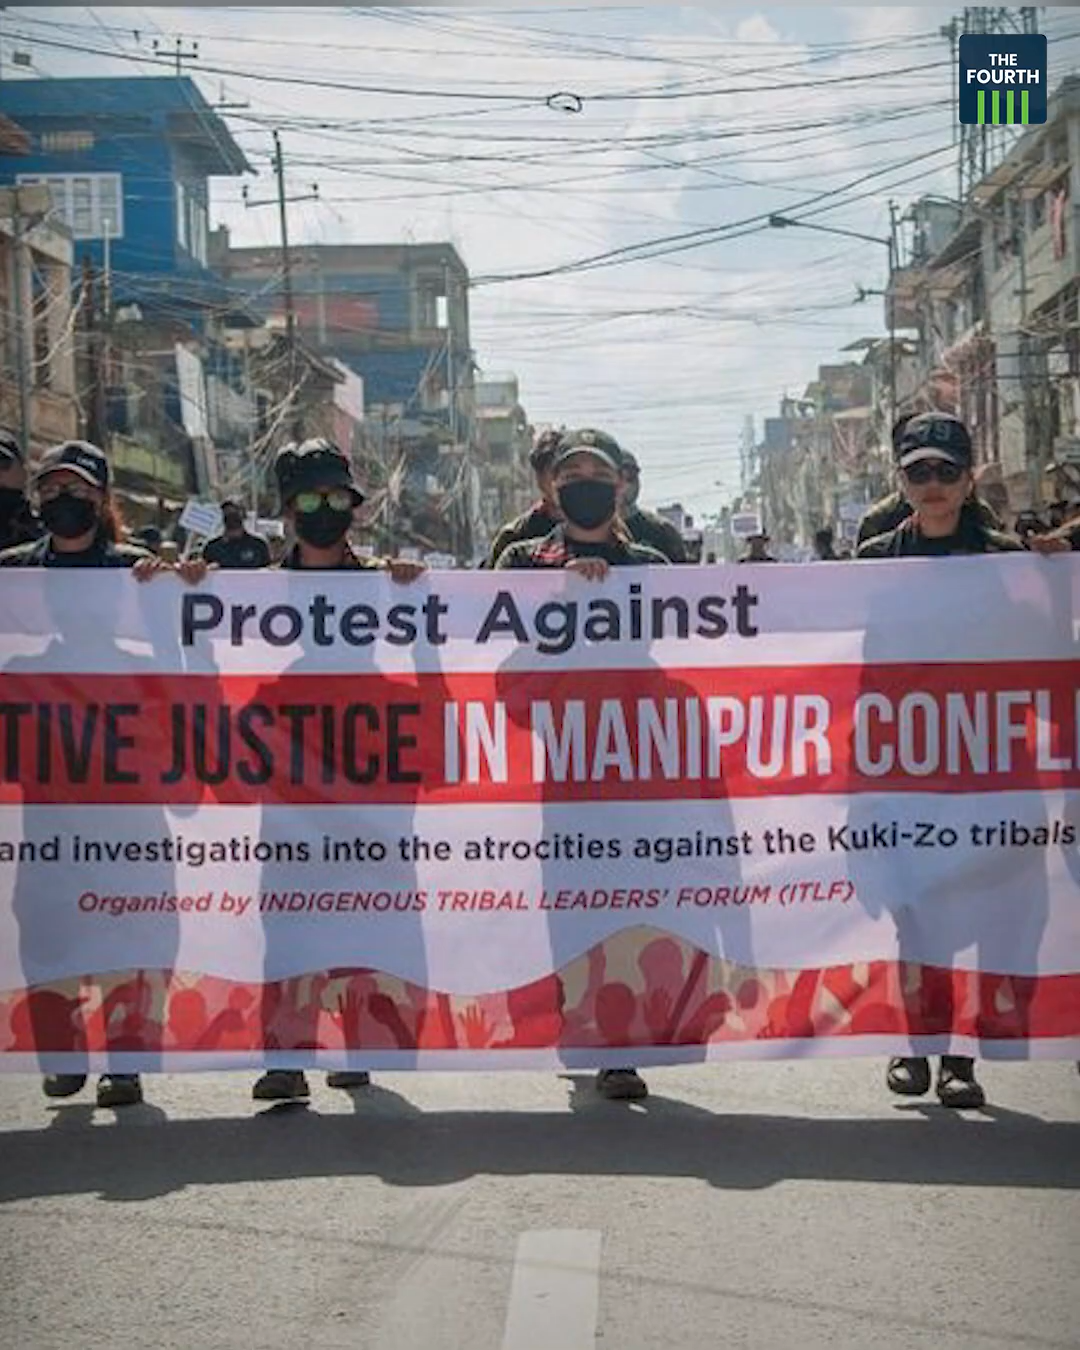 THE
FOURTH
79
Protest Against
TIVE JUSTICE IN MANIPUR CONFL
and investigations into the atrocities against the Kuki-Zo tribals
Organised by INDIGENOUS TRIBAL LEADERS' FORUM (ITLF)